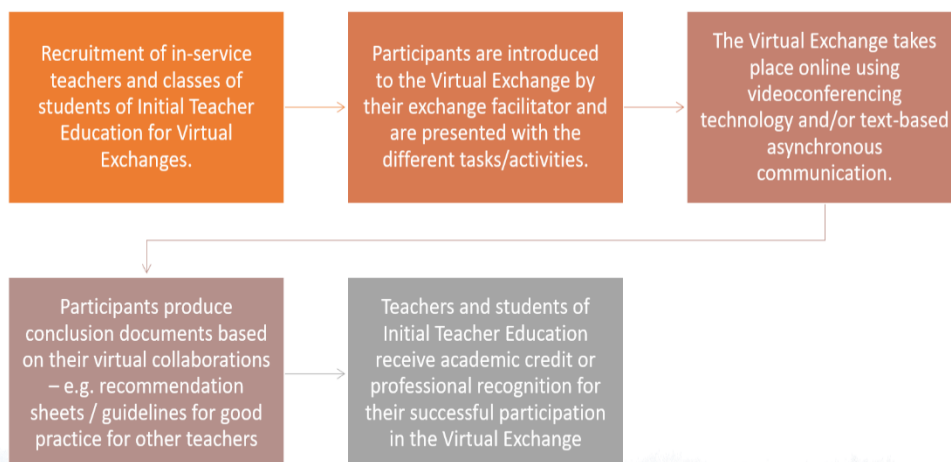 Recruitment of in-service
teachers and classes of
students of Initial Teacher
Education for Virtual
Exchanges.
Participants are introduced
to the Virtual Exchange by
their exchange facilitator and
are presented with the
different tasks/activities.
The Virtual Exchange takes
place online using
videoconferencing
technology and/or text-based
asynchronous
communication.
Participants produce
conclusion documents based
on their virtual collaborations
– e.g. recommendation
sheets / guidelines for good
practice for other teachers
Teachers and students of
Initial Teacher Education
receive academic credit or
professional recognition for
their successful participation
in the Virtual Exchange